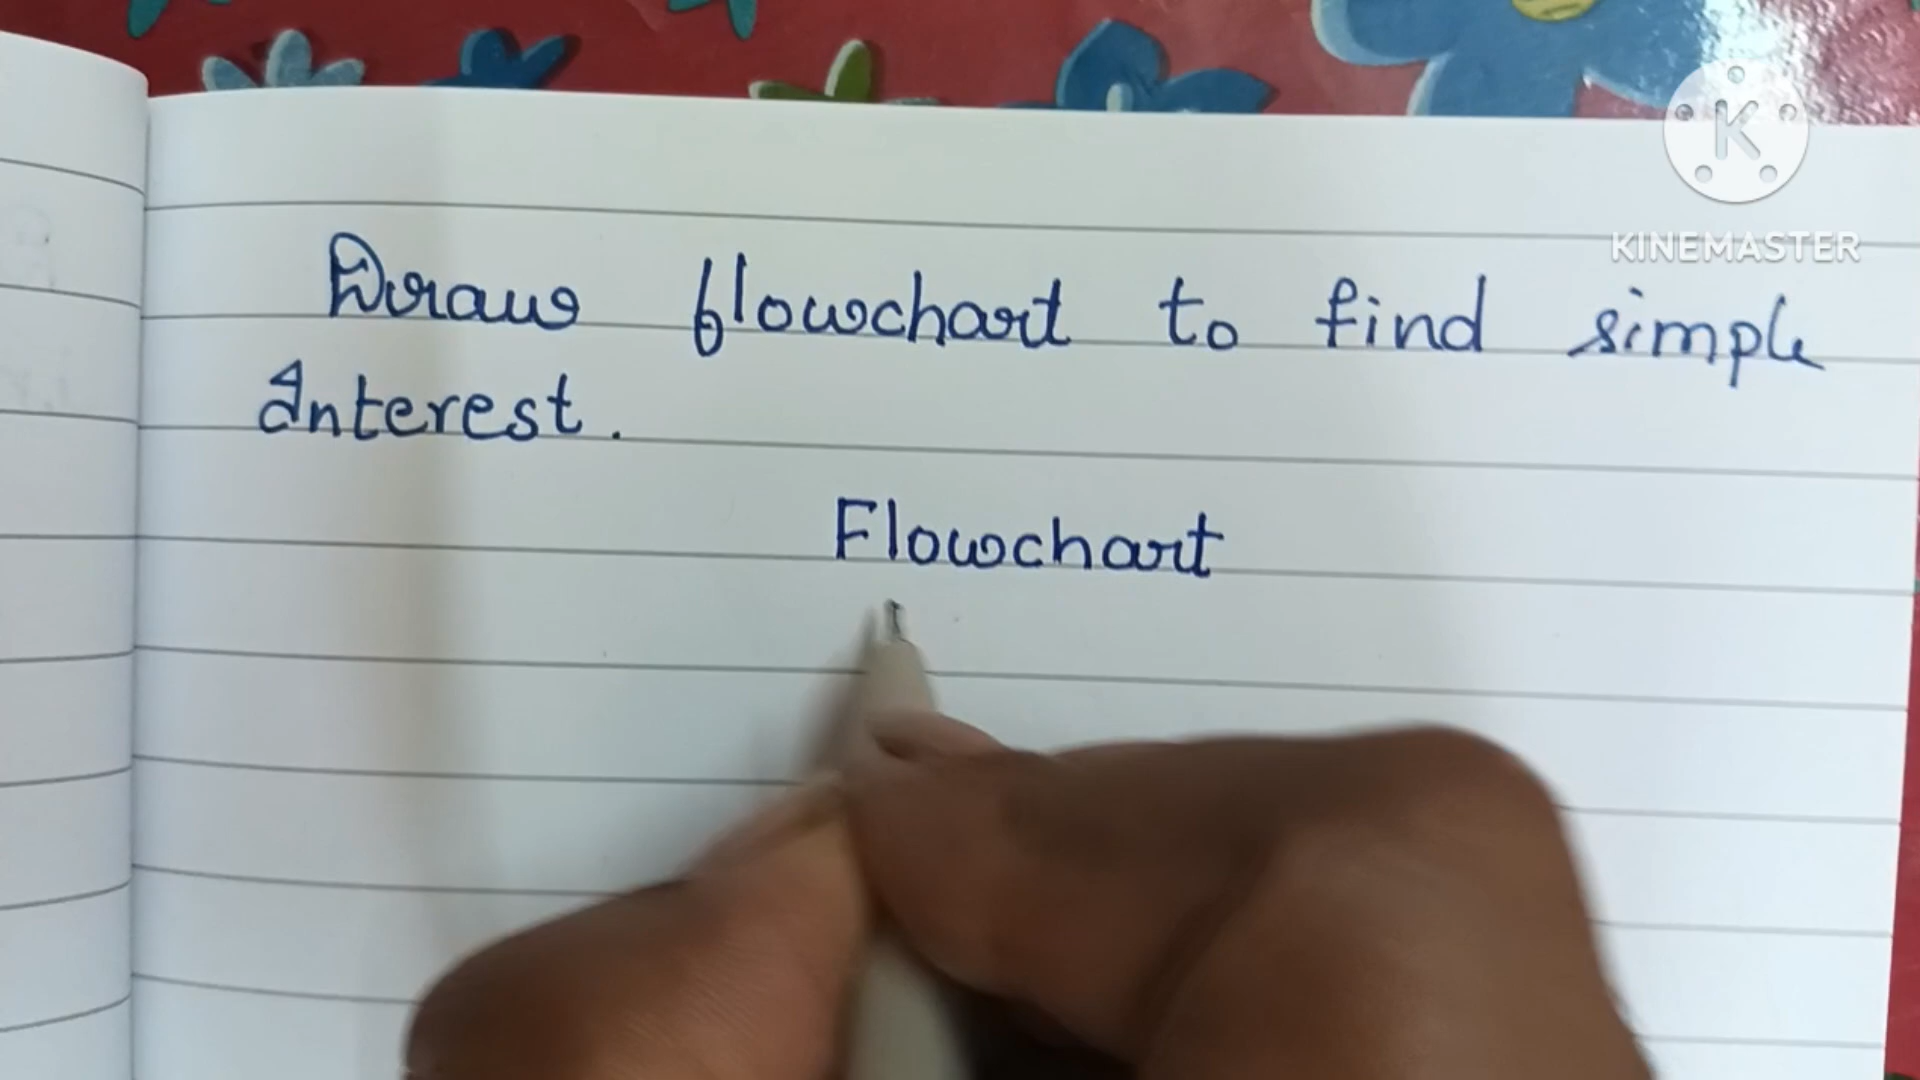 Draw flowchart to find simple
Interest.
Flowchart
K
KINEMASTER